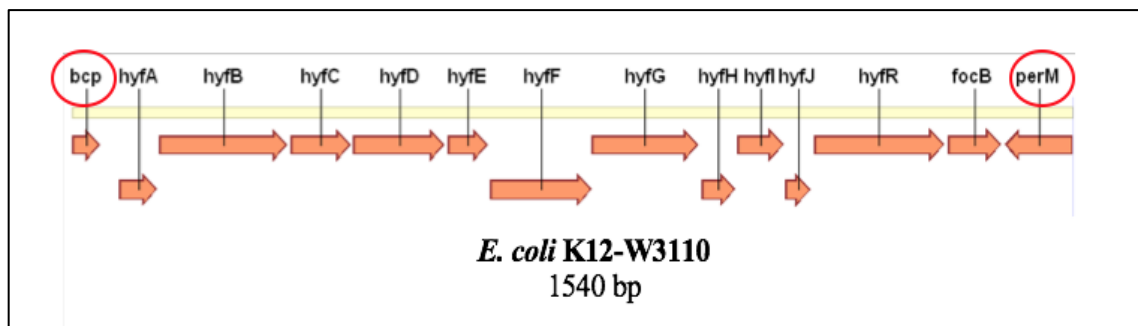 bcp hyfA hyfB hyfC hyfD hyfE hyfF hyfG hyfH hyfI hyfJ hyfR focB perM
E. coli K12-W3110
1540 bp